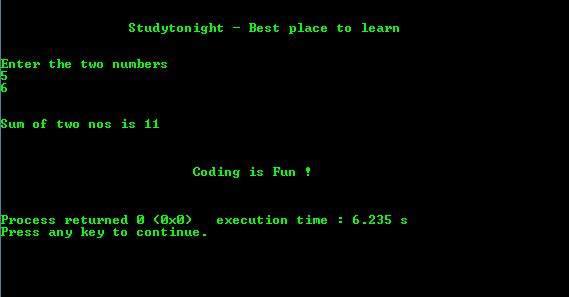 Studytonight - Best place to learn
Enter the two numbers
5
6
Sum of two nos is 11
Coding is Fun !
Process returned 0 (0x0)   execution time : 6.235 s
Press any key to continue.